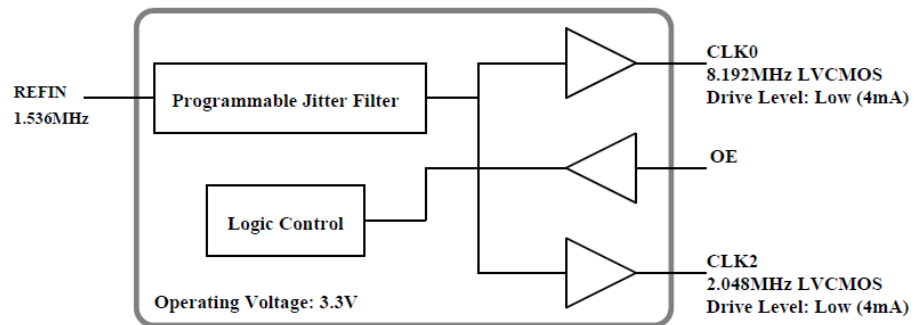 REFIN
1.536MHz
Programmable Jitter Filter
Logic Control
Operating Voltage: 3.3V
CLK0
8.192MHz LVCMOS
Drive Level: Low (4mA)
OE
CLK2
2.048MHz LVCMOS
Drive Level: Low (4mA)